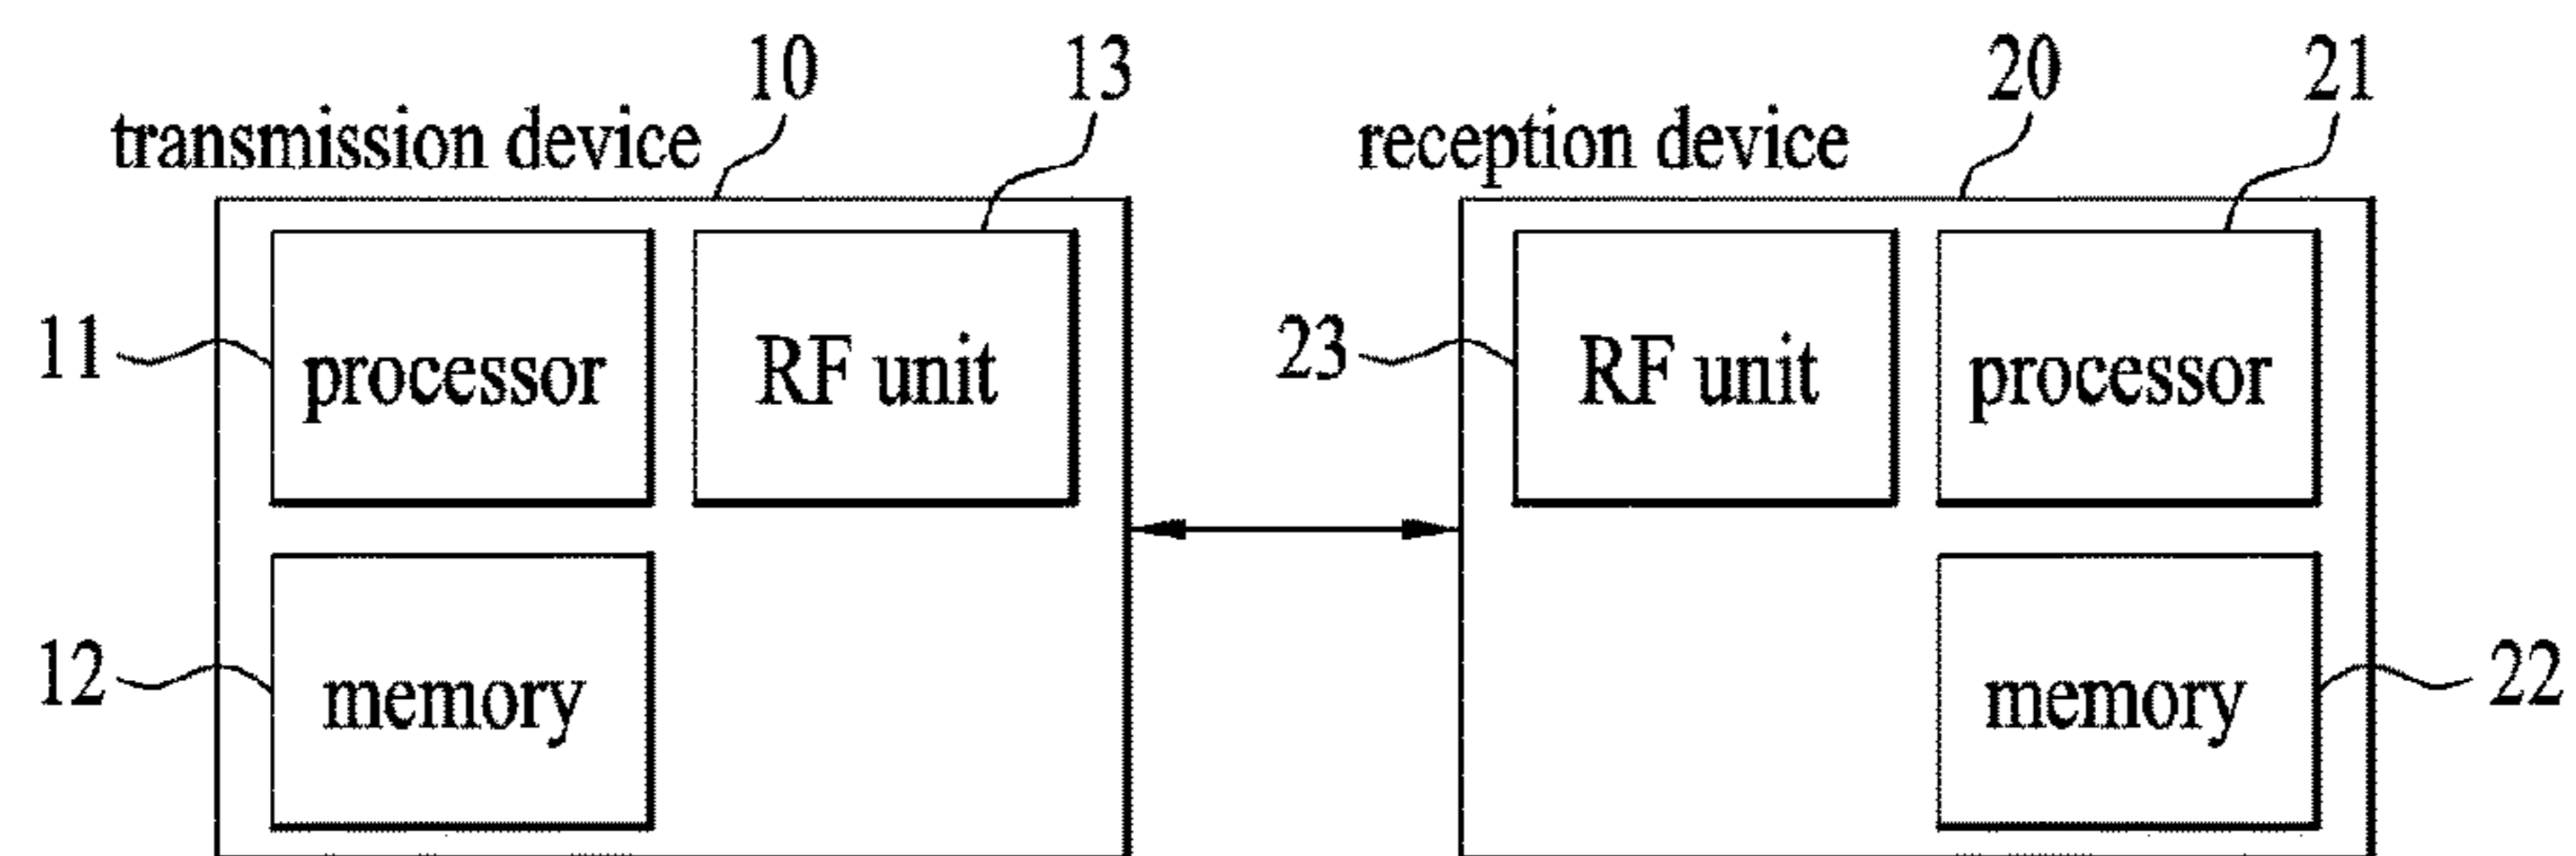 10 13 20 21
transmission device reception device
11 processor RF unit 23 RF unit processor
12 memory memory 22